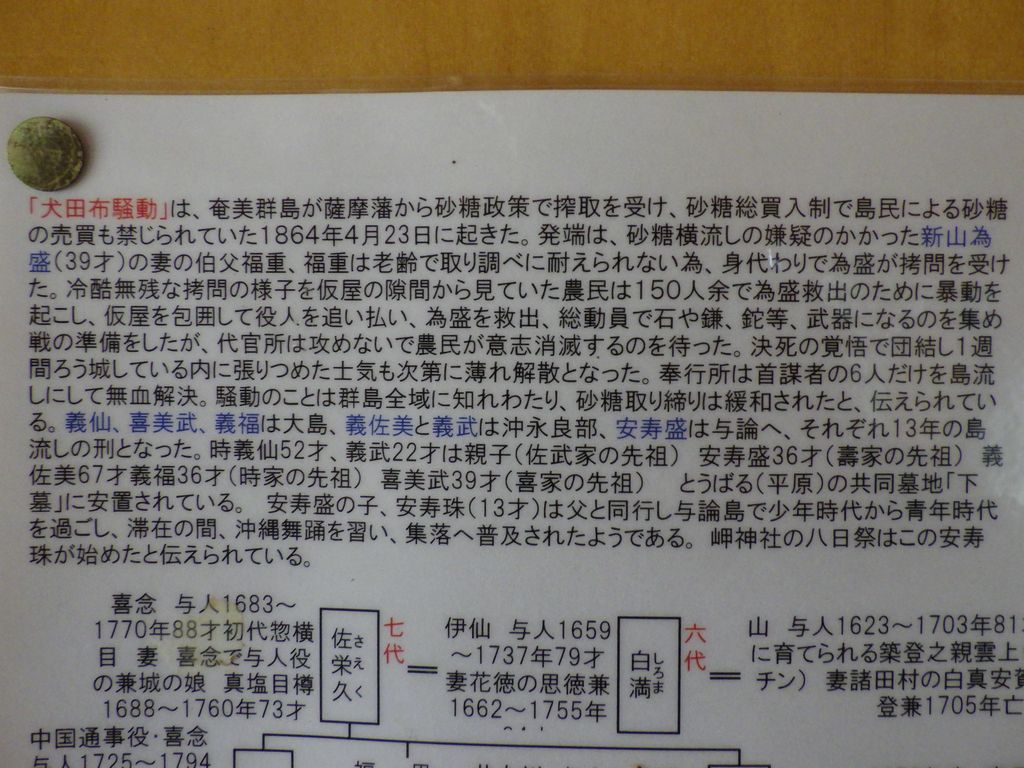 「犬田布騒動」は、奄美群島が薩摩藩から砂糖政策で搾取を受け、砂糖総買入制で島民による砂糖
の売買も禁じられていた1864年4月23日に起きた。発端は、砂糖横流しの嫌疑のかかった新山為
盛(39才)の妻の伯父福重、福重は老齢で取り調べに耐えられない為、身代わりで為盛が拷問を受け
た。冷酷無残な拷問の様子を仮屋の隙間から見ていた農民は150人余で為盛救出のために暴動を
起こし、仮屋を包囲して役人を追い払い、為盛を救出、総動員で石や鎌、鉈等、武器になるのを集め
戦の準備をしたが、代官所は攻めないで農民が意志消滅するのを待った。決死の覚悟で団結し1週
間ろう城している内に張りつめた士気も次第に薄れ解散となった。奉行所は首謀者の6人だけを島流
しにして無血解決。騒動のことは群島全域に知れわたり、砂糖取り締りは緩和されたと、伝えられてい
る。義仙、喜美武、義福は大島、義佐美と義武は沖永良部、安寿盛は与論へ、それぞれ13年の島
流しの刑となった。時義仙52才、義武22才は親子(佐武家の先祖) 安寿盛36才(壽家の先祖) 義
佐美67才義福36才(時家の先祖) 喜美武39才(喜家の先祖) とうばる(平原)の共同墓地「下
墓」に安置されている。 安寿盛の子、安寿珠(13才)は父と同行し与論島で少年時代から青年時代
を過ごし、滞在の間、沖縄舞踊を習い、集落へ普及されたようである。 岬神社の八日祭はこの安寿
珠が始めたと伝えられている。
喜念 与人1683～
1770年88才初代惣横
目 妻 喜念で与人役
の兼城の娘 真塩目樽
1688～1760年73才
佐栄久
さえく
七代
伊仙 与人1659
～1737年79才
妻花徳の思徳兼
1662～1755年
白満
しろま
六代
山 与人1623～1703年81
に育てられる築登之親雲上
チン) 妻諸田村の白真安
登兼1705年亡
中国通事役・喜念
与人1725～1794